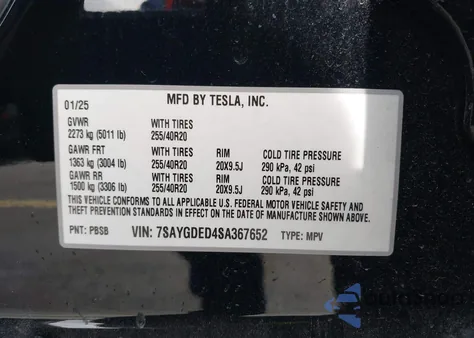 MFD BY TESLA, INC.
01/25
GVWR WITH TIRES
2273 kg (5011 lb) 255/40R20
GAWR FRT WITH TIRES RIM COLD TIRE PRESSURE
1363 kg (3004 lb) 255/40R20 20X9.5J 290 kPa, 42 psi
GAWR RR WITH TIRES RIM COLD TIRE PRESSURE
1500 kg (3306 lb) 255/40R20 20X9.5J 290 kPa, 42 psi
THIS VEHICLE CONFORMS TO ALL APPLICABLE U.S. FEDERAL MOTOR VEHICLE SAFETY AND
THEFT PREVENTION STANDARDS IN EFFECT ON THE DATE OF MANUFACTURE SHOWN ABOVE.
PNT: PBSB VIN: 7SAYGDED4SA367652 TYPE: MPV